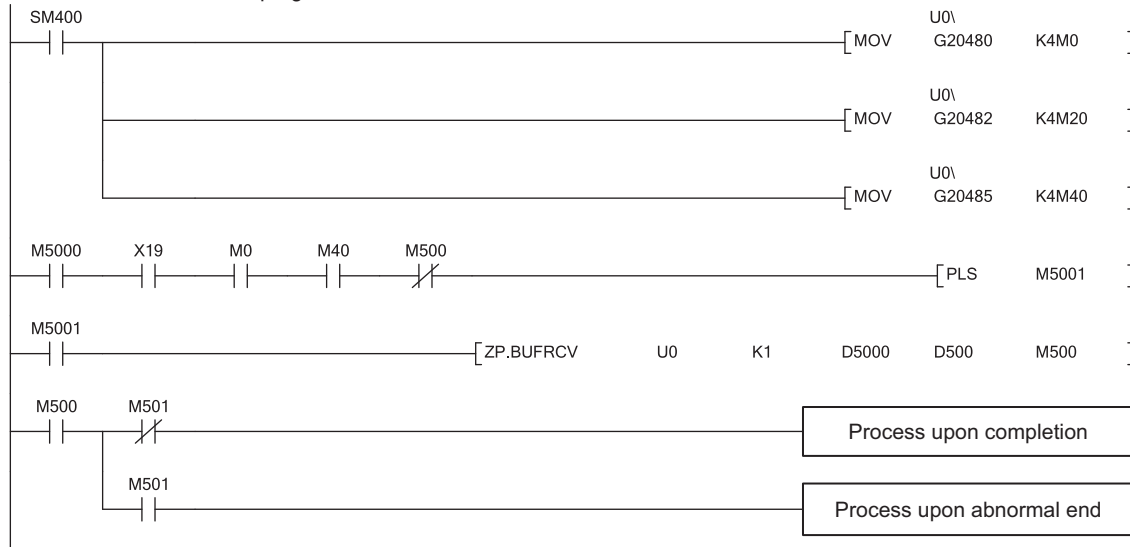 SM400
U0\
MOV G20480 K4M0
U0\
MOV G20482 K4M20
U0\
MOV G20485 K4M40
M5000 X19 M0 M40 M500
PLS M5001
M5001
ZP.BUFRCV U0 K1 D5000 D500 M500
M500 M501
Process upon completion
M501
Process upon abnormal end